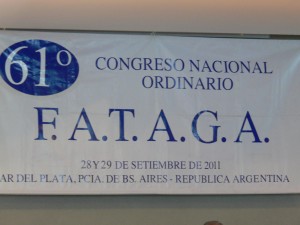 61º
CONGRESO NACIONAL
ORDINARIO
F.A.T.A.G.A.
28 Y 29 DE SETIEMBRE DE 2011
AR DEL PLATA, PCIA. DE BS. AIRES - REPUBLICA ARGENTINA